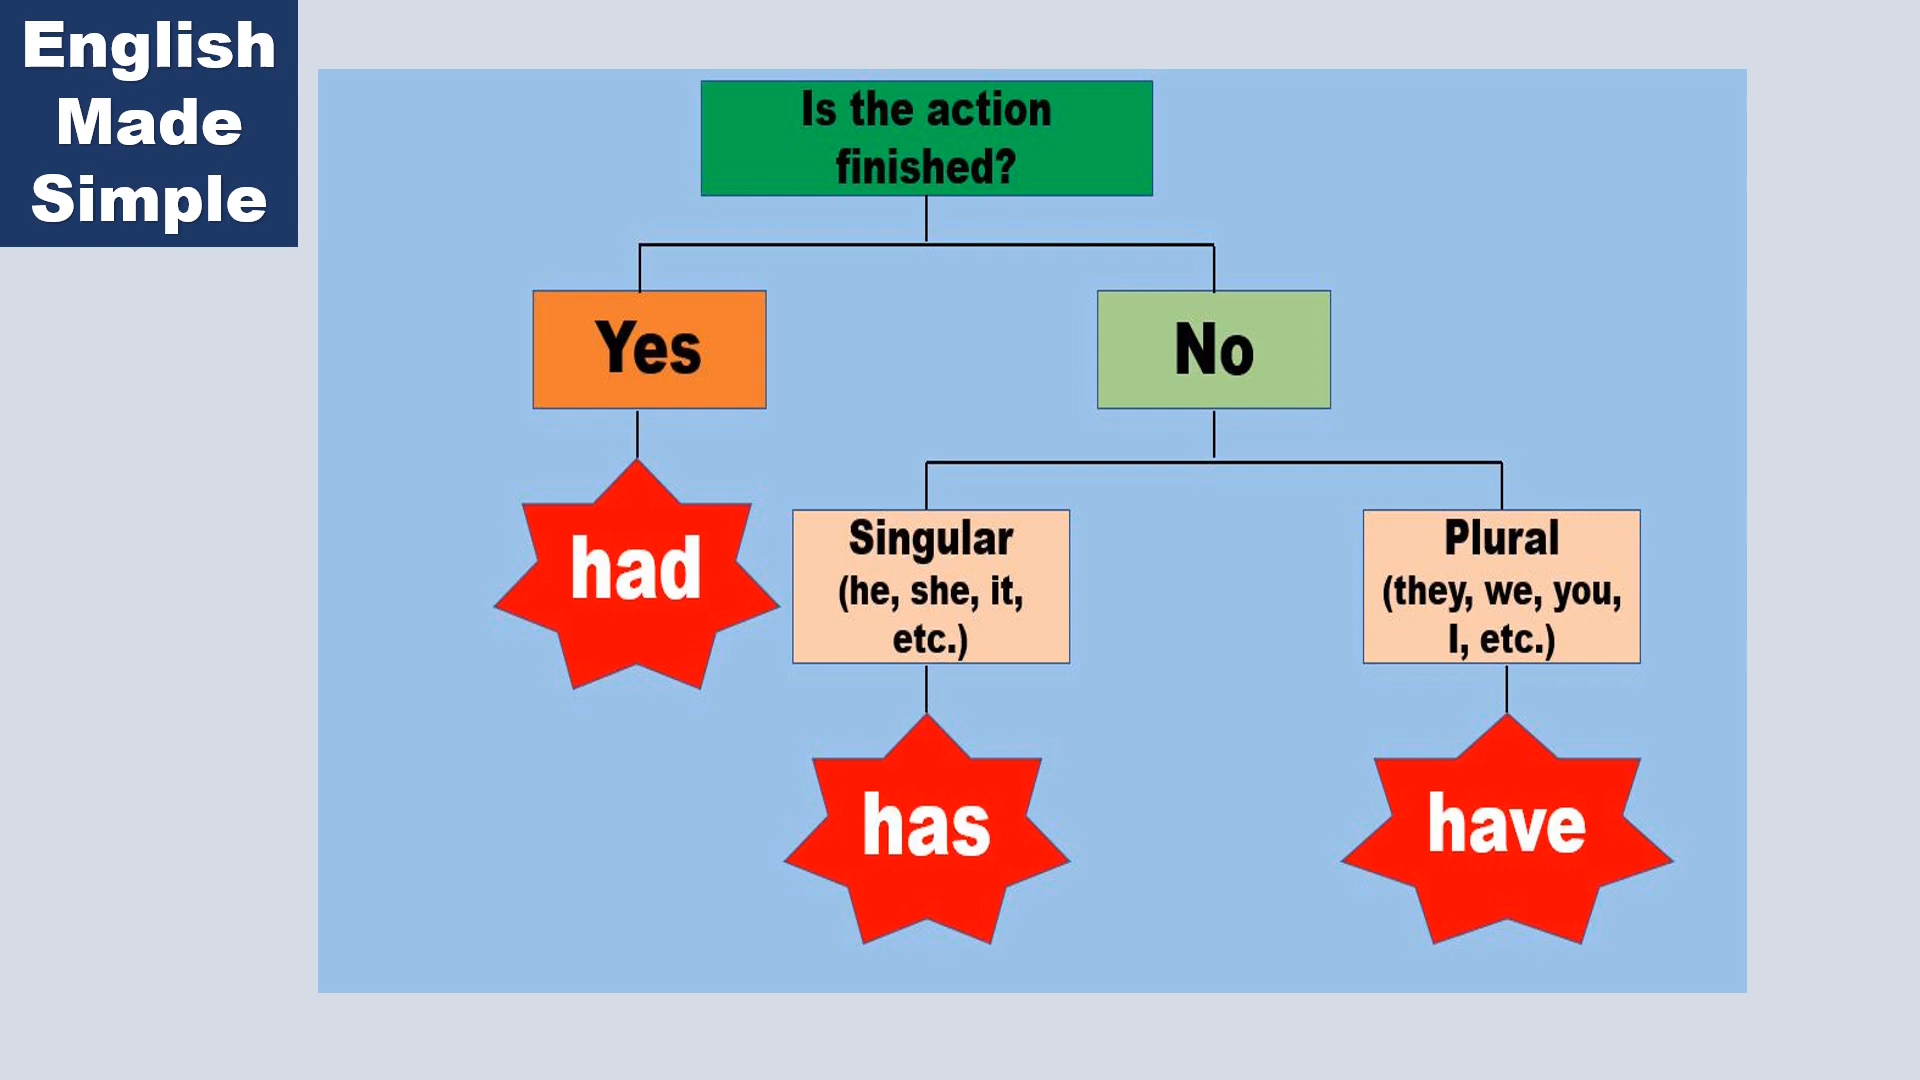 English
Made
Simple
Is the action
finished?
Yes
No
had
Singular
(he, she, it,
etc.)
Plural
(they, we, you,
I, etc.)
has
have